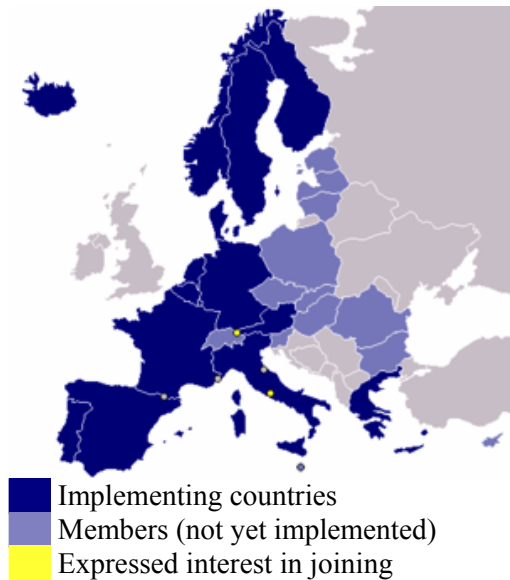 Implementing countries
Members (not yet implemented)
Expressed interest in joining